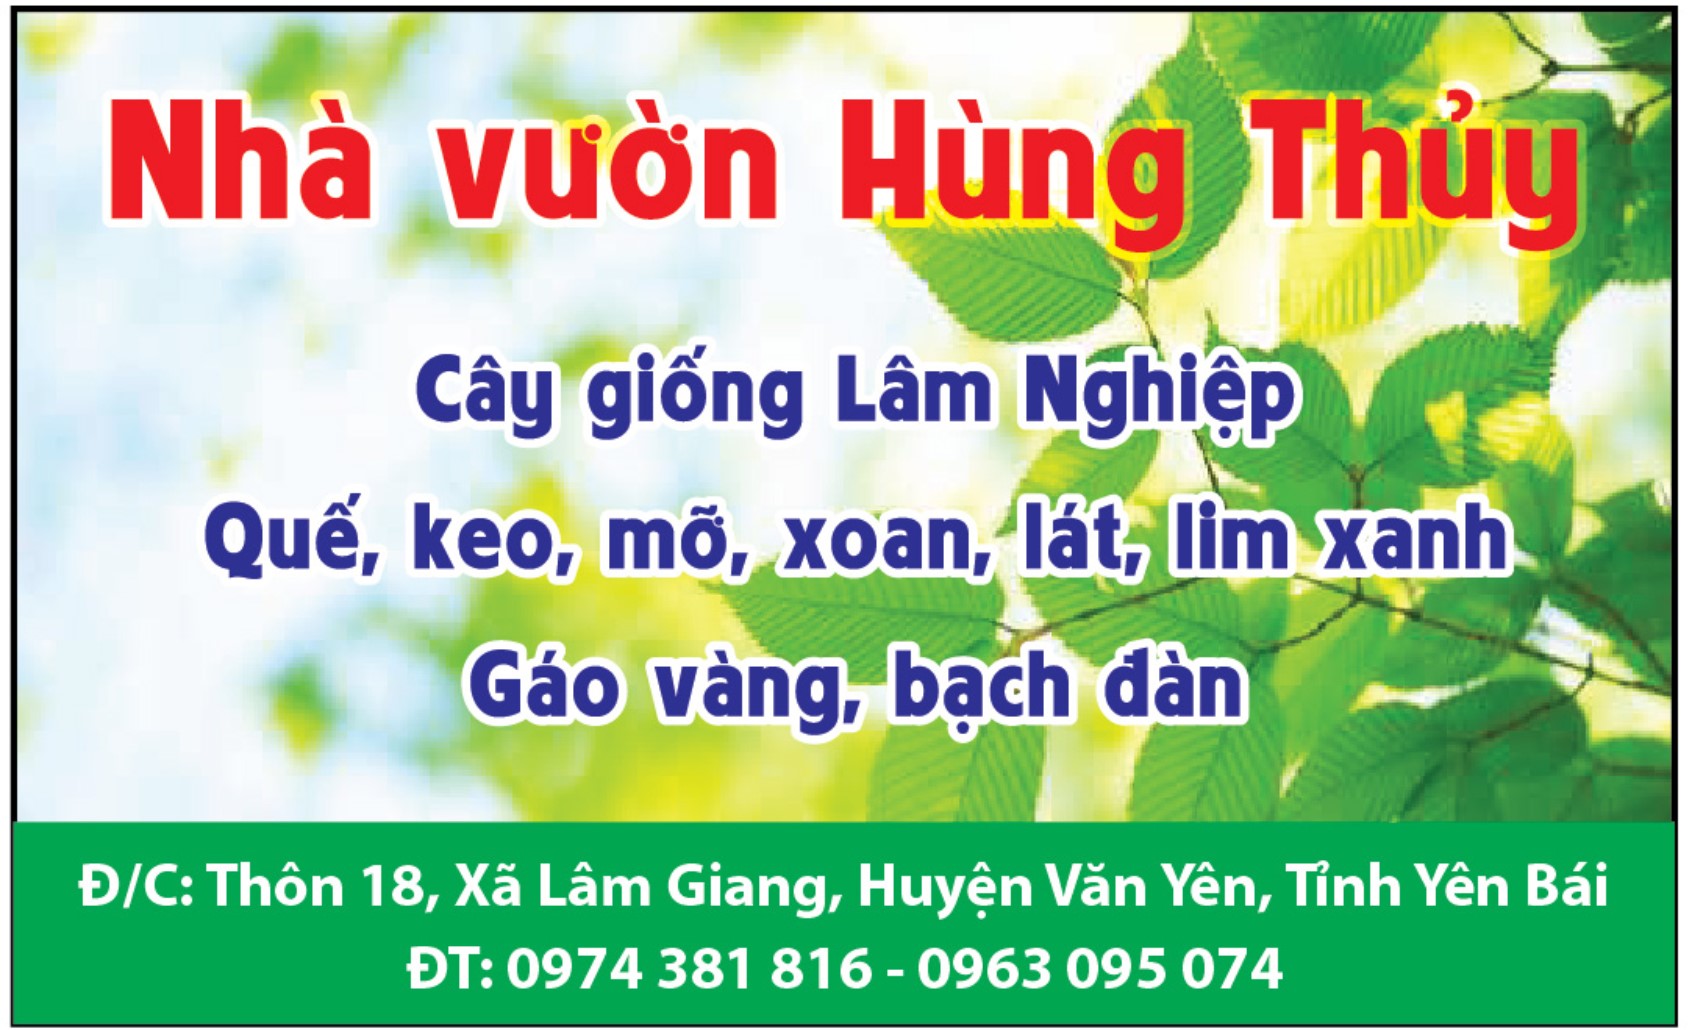 Nhà vườn Hùng Thủy
Cây giống Lâm Nghiệp
Quế, keo, mỡ, xoan, lát, lim xanh
Gáo vàng, bạch đàn
Đ/C: Thôn 18, Xã Lâm Giang, Huyện Văn Yên, Tỉnh Yên Bái
ĐT: 0974 381 816 - 0963 095 074